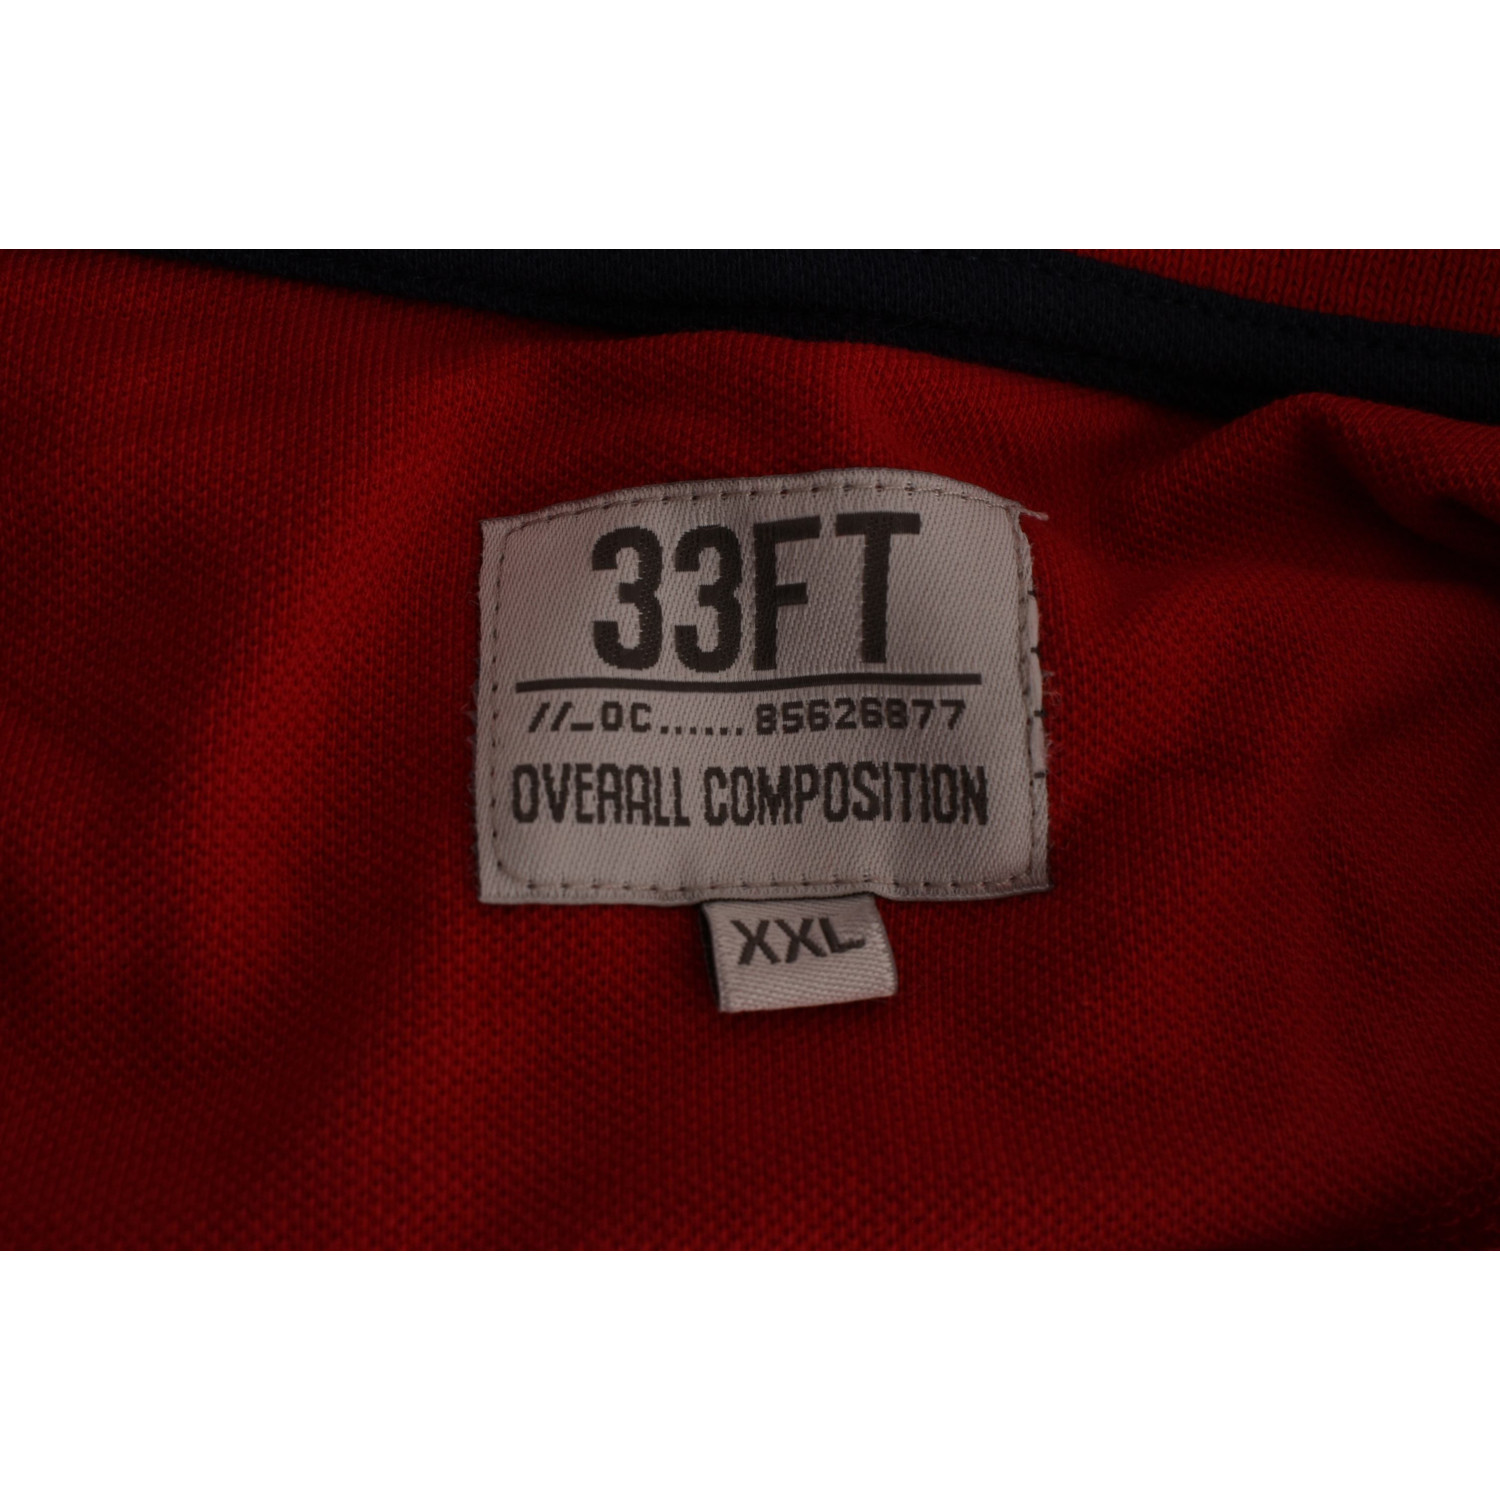 33FT
//_OC......85626877
OVERALL COMPOSITION
XXL